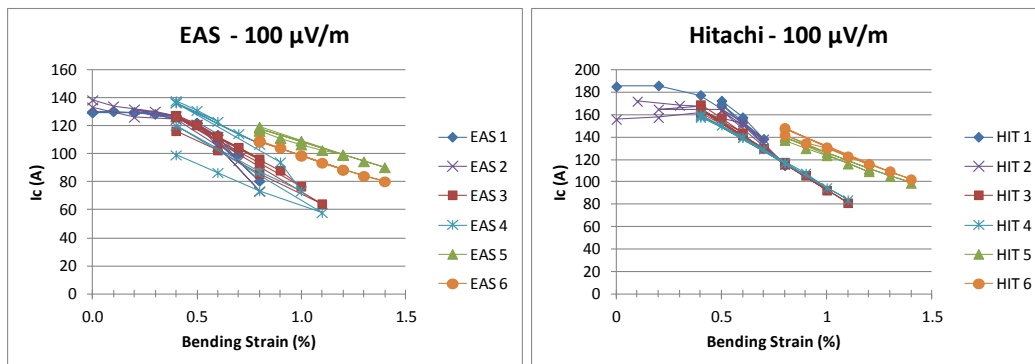 EAS - 100 µV/m
Ic (A)
160
140
120
100
80
60
40
20
0
0.0
0.5
1.0
1.5
Bending Strain (%)
EAS 1
EAS 2
EAS 3
EAS 4
EAS 5
EAS 6
Hitachi - 100 µV/m
Ic (A)
200
180
160
140
120
100
80
60
40
20
0
0
0.5
1
1.5
Bending Strain (%)
HIT 1
HIT 2
HIT 3
HIT 4
HIT 5
HIT 6